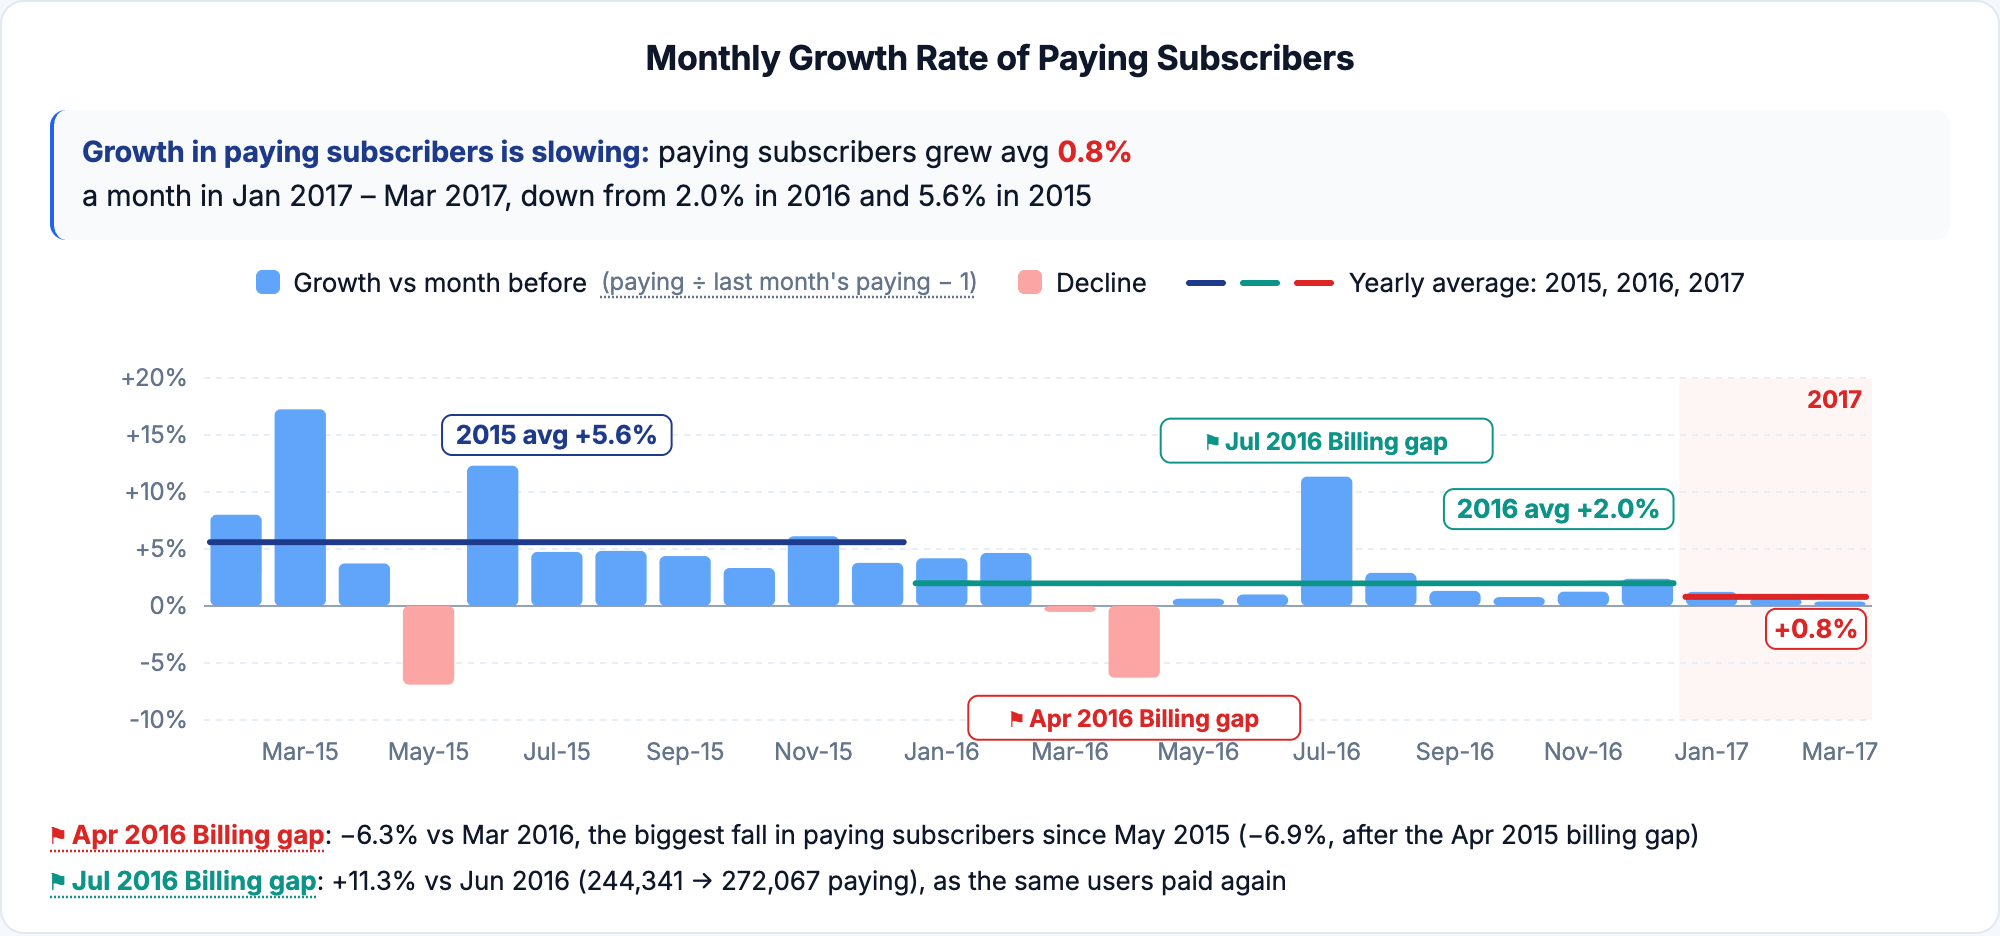 Monthly Growth Rate of Paying Subscribers
Growth in paying subscribers is slowing: paying subscribers grew avg 0.8%
a month in Jan 2017 – Mar 2017, down from 2.0% in 2016 and 5.6% in 2015
Growth vs month before (paying ÷ last month's paying − 1) Decline Yearly average: 2015, 2016, 2017
+20%
+15%
+10%
+5%
0%
-5%
-10%
2017
2015 avg +5.6%
⚑ Jul 2016 Billing gap
2016 avg +2.0%
+0.8%
⚑ Apr 2016 Billing gap
Mar-15 May-15 Jul-15 Sep-15 Nov-15 Jan-16 Mar-16 May-16 Jul-16 Sep-16 Nov-16 Jan-17 Mar-17
⚑ Apr 2016 Billing gap: −6.3% vs Mar 2016, the biggest fall in paying subscribers since May 2015 (−6.9%, after the Apr 2015 billing gap)
⚑ Jul 2016 Billing gap: +11.3% vs Jun 2016 (244,341 → 272,067 paying), as the same users paid again